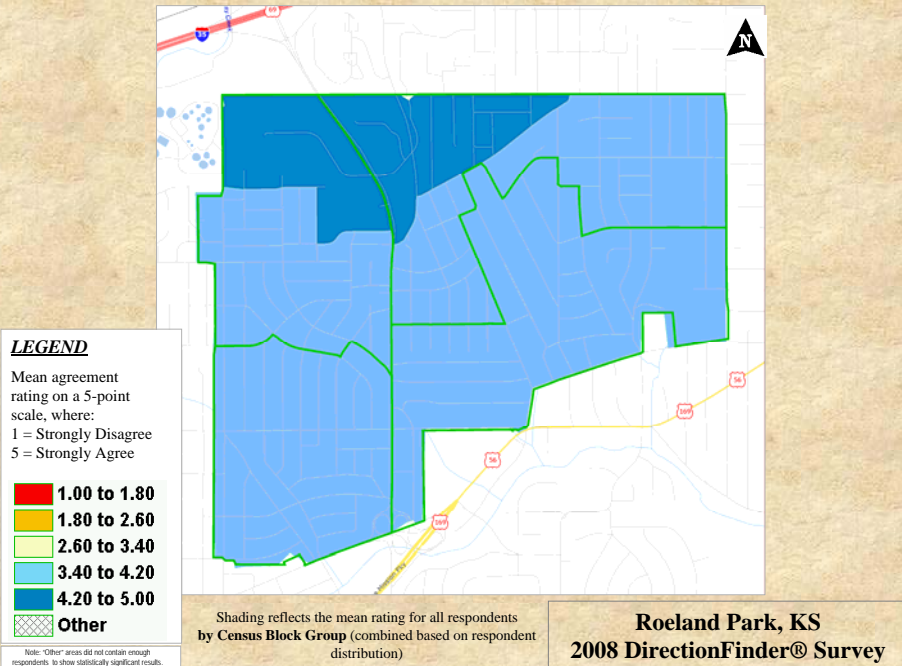 69
35
N
LEGEND
Mean agreement
rating on a 5-point
scale, where:
1 = Strongly Disagree
5 = Strongly Agree
1.00 to 1.80
1.80 to 2.60
2.60 to 3.40
3.40 to 4.20
4.20 to 5.00
Other
Note: "Other" areas did not contain enough
respondents to show statistically significant results.
56
169
56
169
Shading reflects the mean rating for all respondents
by Census Block Group (combined based on respondent
distribution)
Roeland Park, KS
2008 DirectionFinder® Survey